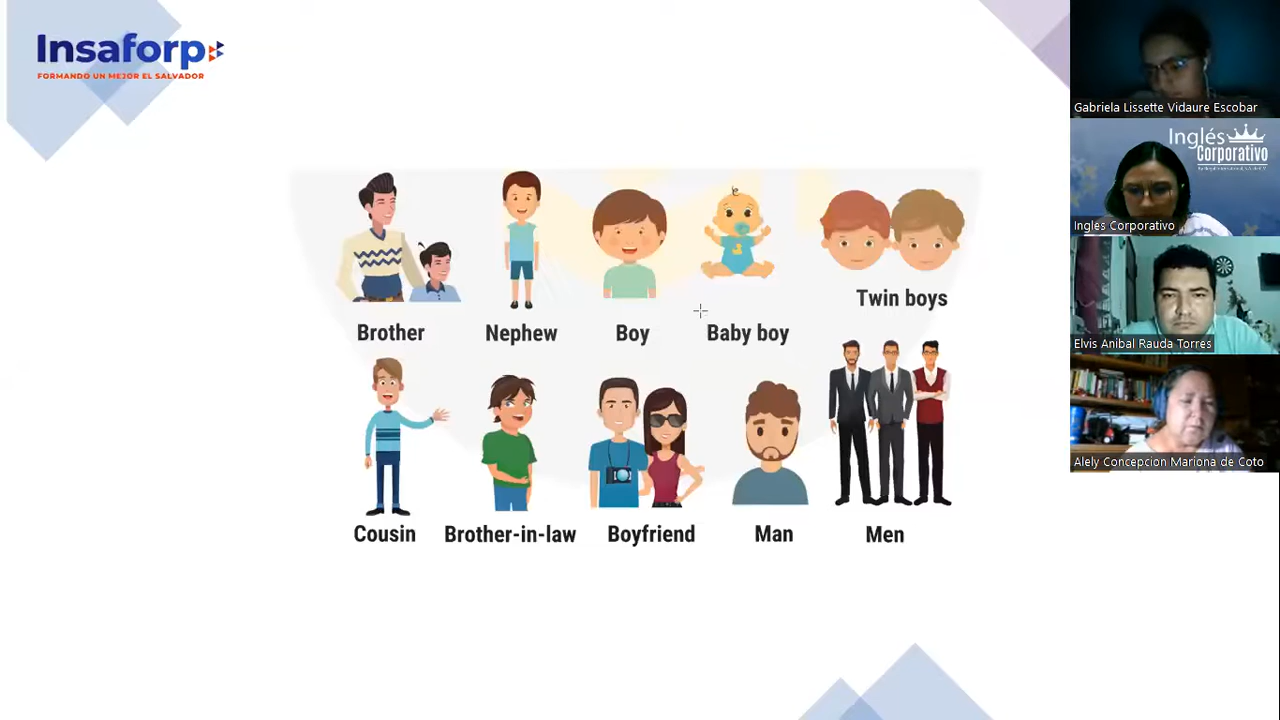 Insaforp
FORMANDO UN MEJOR EL SALVADOR
Brother
Nephew
Boy
Baby boy
Twin boys
Cousin
Brother-in-law
Boyfriend
Man
Men
Gabriela Lissette Vidaure Escobar
Inglés
Corporativo
Ingles Corporativo
Elvis Anibal Rauda Torres
Alely Concepcion Mariona de Coto